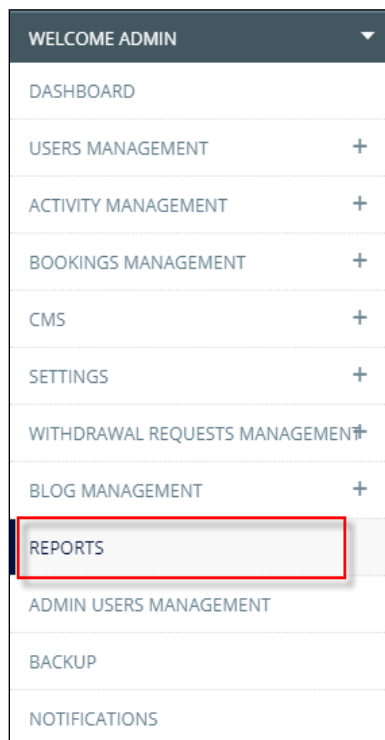 WELCOME ADMIN
DASHBOARD
USERS MANAGEMENT +
ACTIVITY MANAGEMENT +
BOOKINGS MANAGEMENT +
CMS +
SETTINGS +
WITHDRAWAL REQUESTS MANAGEMENT +
BLOG MANAGEMENT +
REPORTS
ADMIN USERS MANAGEMENT
BACKUP
NOTIFICATIONS